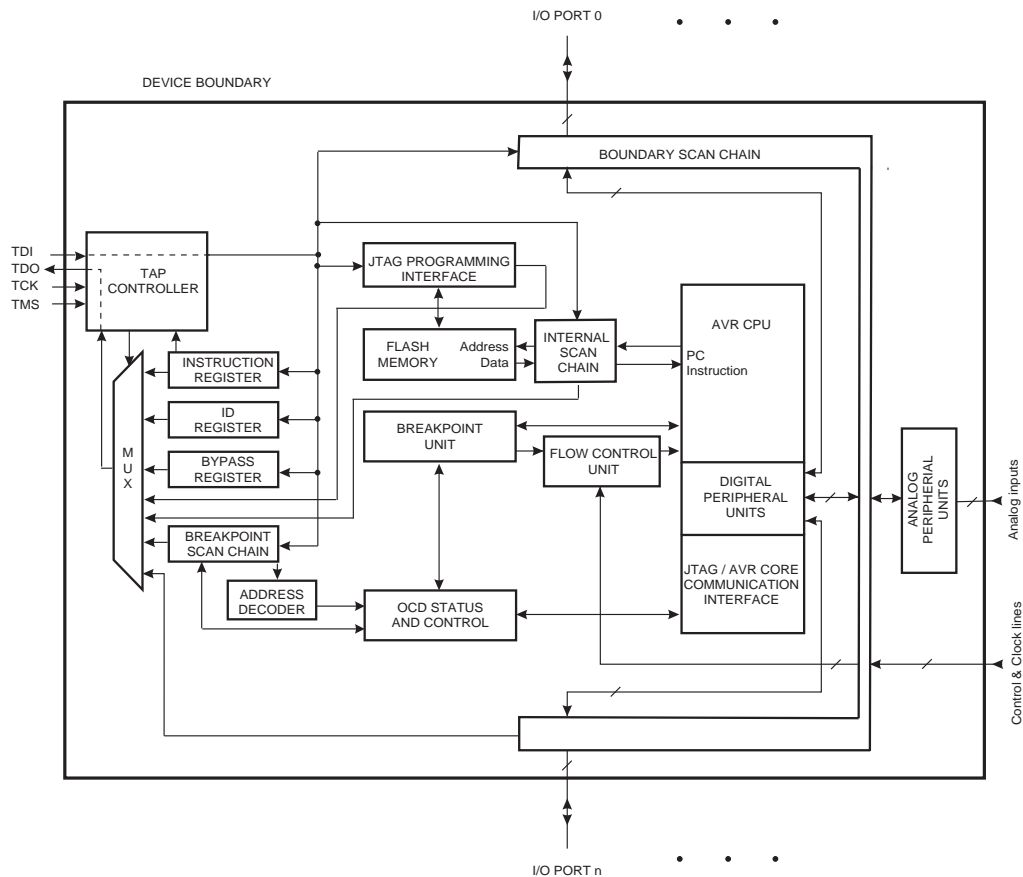 I/O PORT 0
DEVICE BOUNDARY
BOUNDARY SCAN CHAIN
TDI
TDO
TCK
TMS
TAP
CONTROLLER
JTAG PROGRAMMING
INTERFACE
AVR CPU
FLASH
MEMORY
Address
Data
INTERNAL
SCAN
CHAIN
PC
Instruction
INSTRUCTION
REGISTER
ID
REGISTER
BYPASS
REGISTER
M
U
X
BREAKPOINT
UNIT
FLOW CONTROL
UNIT
DIGITAL
PERIPHERAL
UNITS
ANALOG
PERIPHERIAL
UNITS
Analog inputs
BREAKPOINT
SCAN CHAIN
ADDRESS
DECODER
OCD STATUS
AND CONTROL
JTAG / AVR CORE
COMMUNICATION
INTERFACE
Control & Clock lines
I/O PORT n